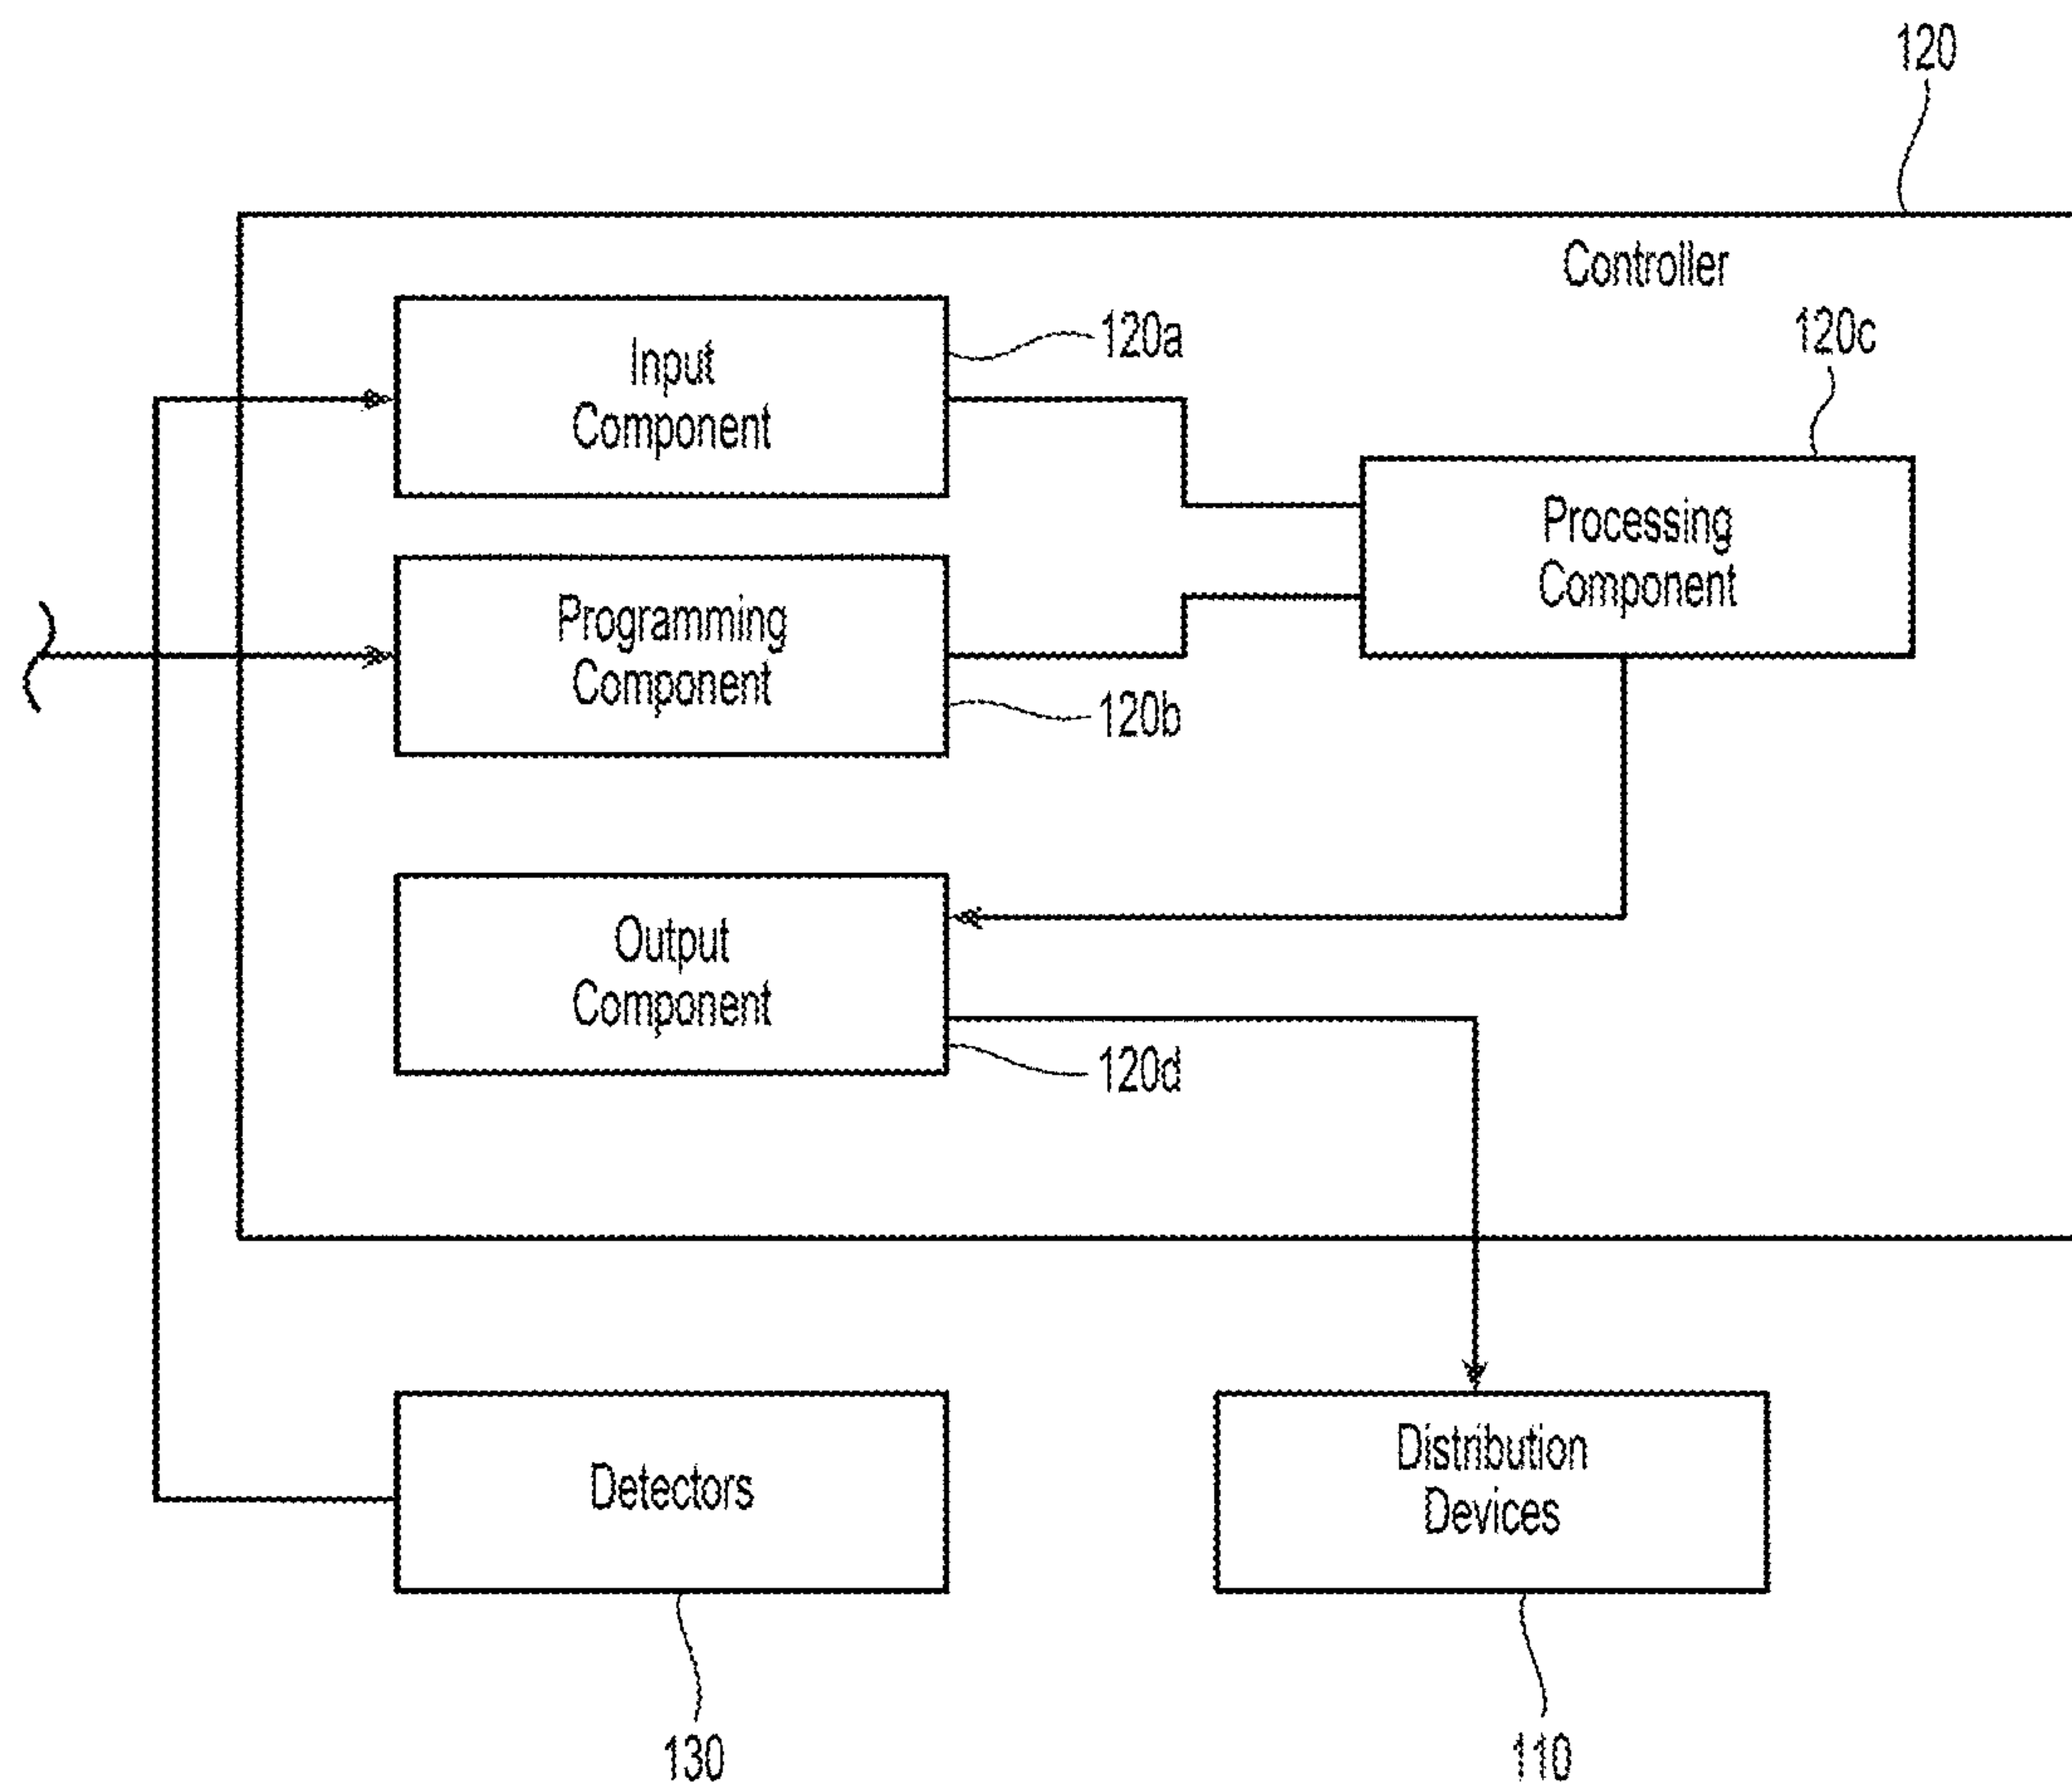 120
Controller
Input
Component
120a
120c
Processing
Component
Programming
Component
120b
Output
Component
120d
Detectors
Distribution
Devices
130
110